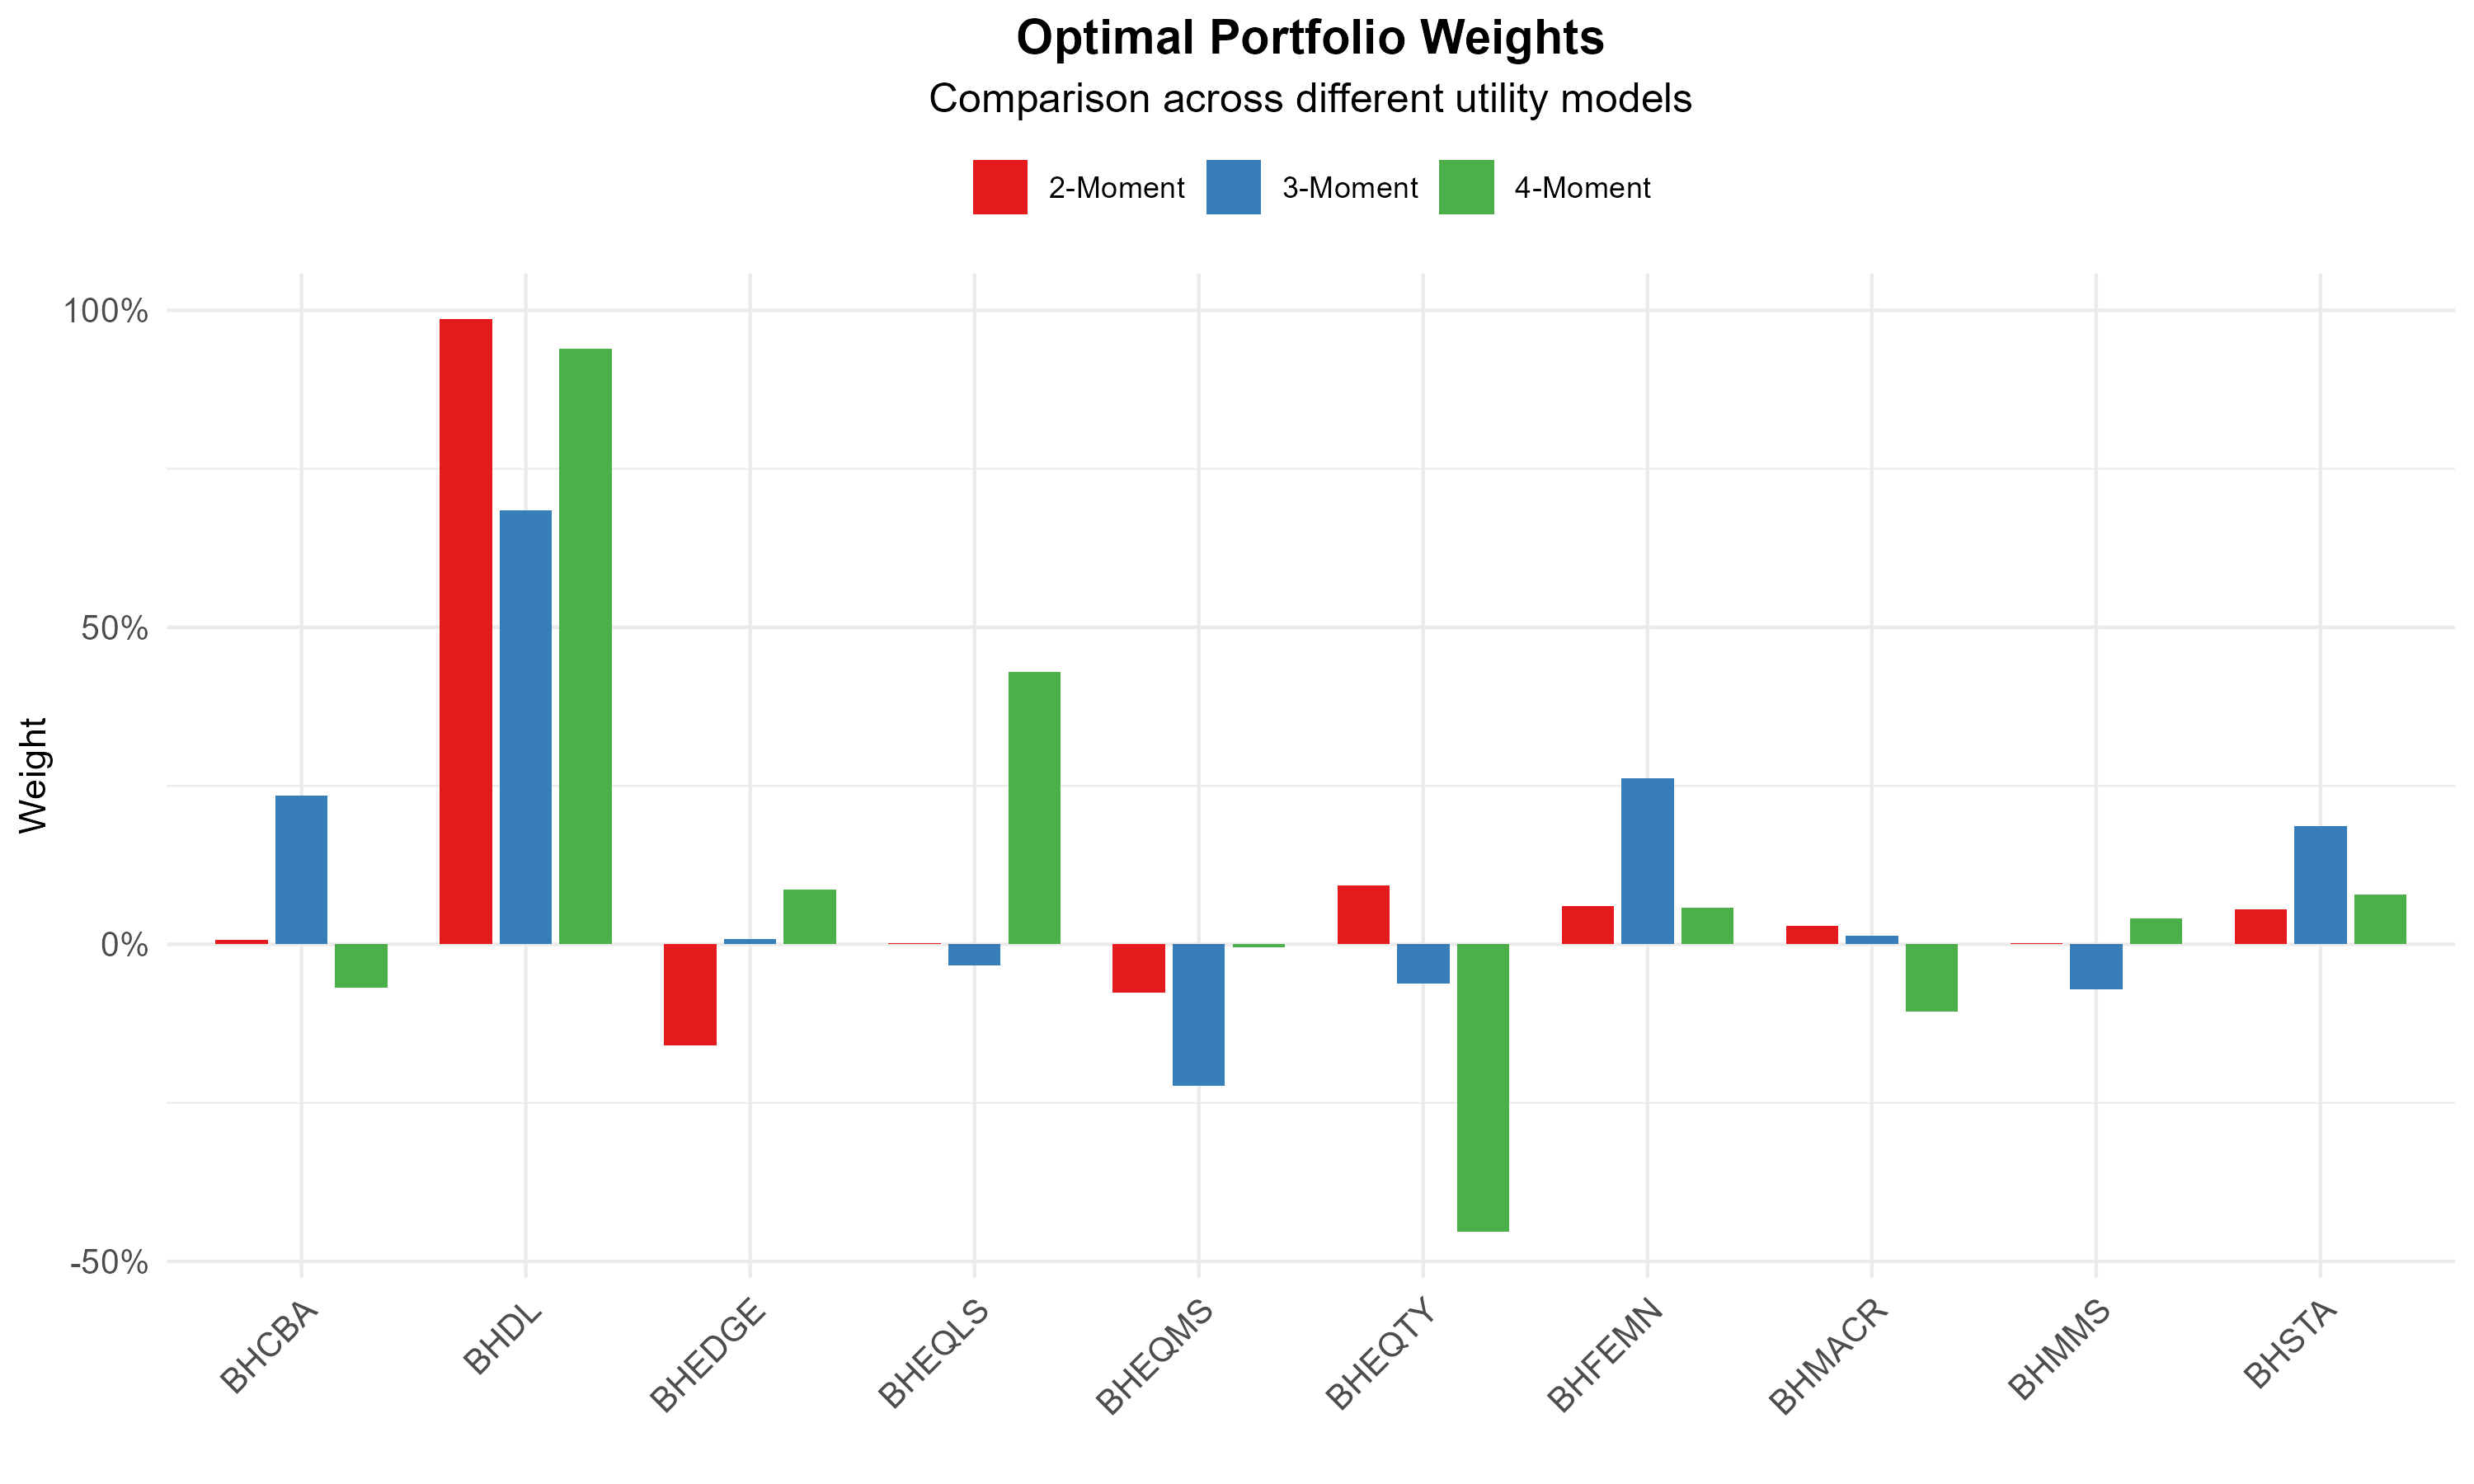 Optimal Portfolio Weights
Comparison across different utility models
2-Moment 3-Moment 4-Moment
Weight
100%
50%
0%
-50%
BHCBA BHDL BHEDGE BHEQLS BHEQMS BHEQTY BHFEMN BHMACR BHMMS BHSTA